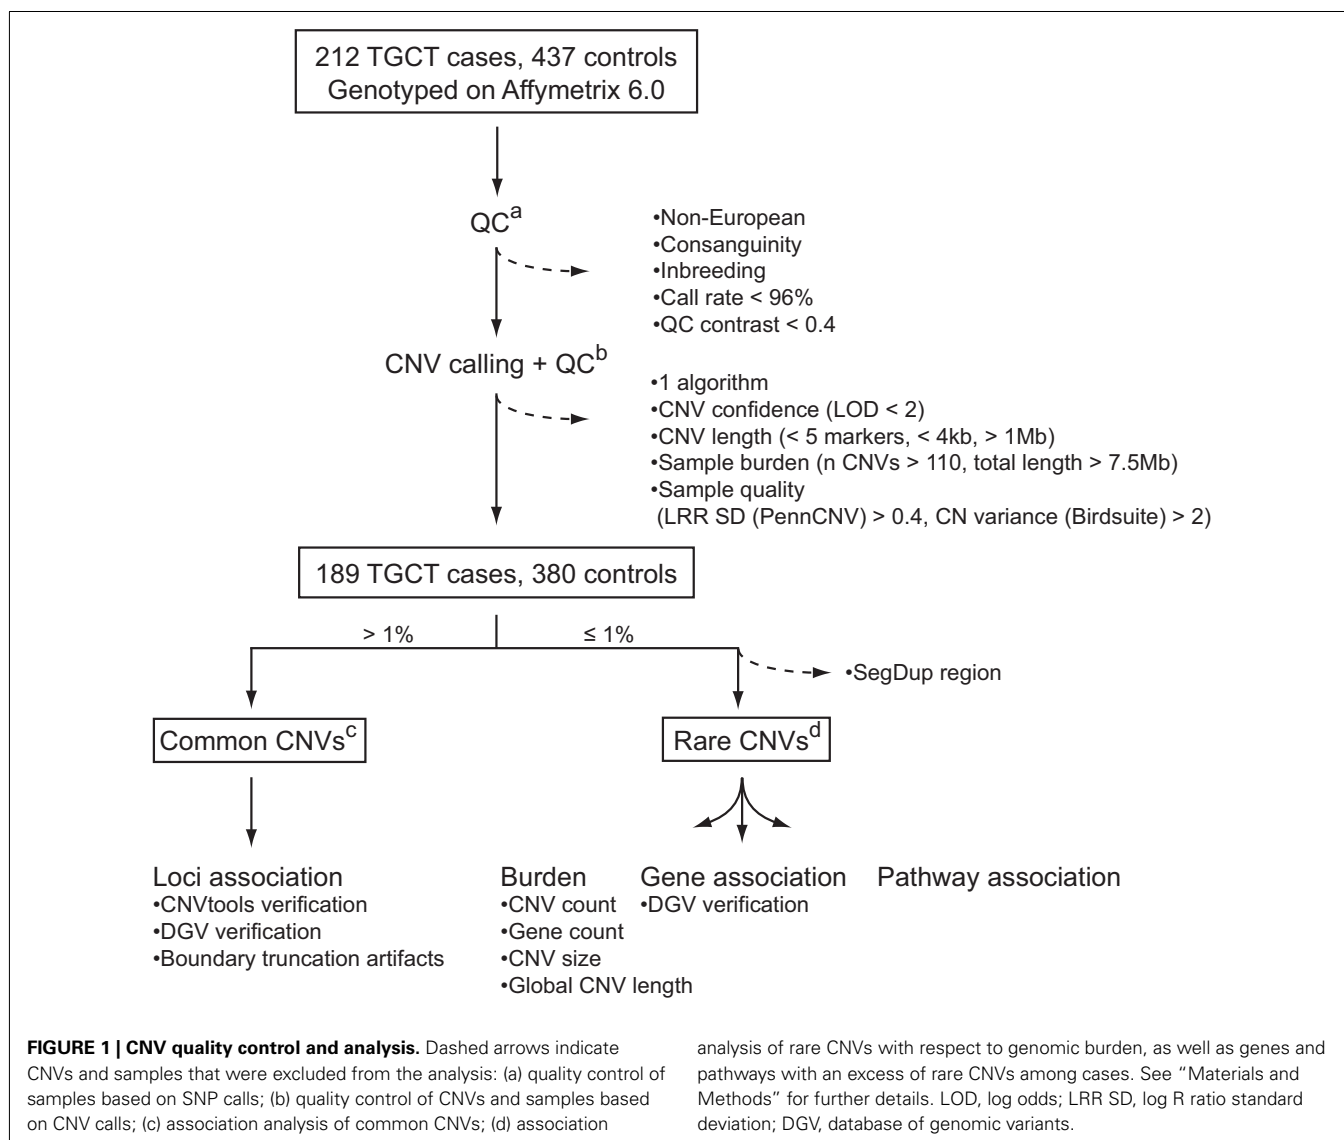 212 TGCT cases, 437 controls
Genotyped on Affymetrix 6.0
QCa
•Non-European
•Consanguinity
•Inbreeding
•Call rate < 96%
•QC contrast < 0.4
CNV calling + QCb
•1 algorithm
•CNV confidence (LOD < 2)
•CNV length (< 5 markers, < 4kb, > 1Mb)
•Sample burden (n CNVs > 110, total length > 7.5Mb)
•Sample quality
(LRR SD (PennCNV) > 0.4, CN variance (Birdsuite) > 2)
189 TGCT cases, 380 controls
> 1%
≤ 1%
•SegDup region
Common CNVsc
Rare CNVsd
Loci association
•CNVtools verification
•DGV verification
•Boundary truncation artifacts
Burden
•CNV count
•Gene count
•CNV size
•Global CNV length
Gene association
•DGV verification
Pathway association
FIGURE 1 | CNV quality control and analysis. Dashed arrows indicate
CNVs and samples that were excluded from the analysis: (a) quality control of
samples based on SNP calls; (b) quality control of CNVs and samples based
on CNV calls; (c) association analysis of common CNVs; (d) association
analysis of rare CNVs with respect to genomic burden, as well as genes and
pathways with an excess of rare CNVs among cases. See “Materials and
Methods” for further details. LOD, log odds; LRR SD, log R ratio standard
deviation; DGV, database of genomic variants.